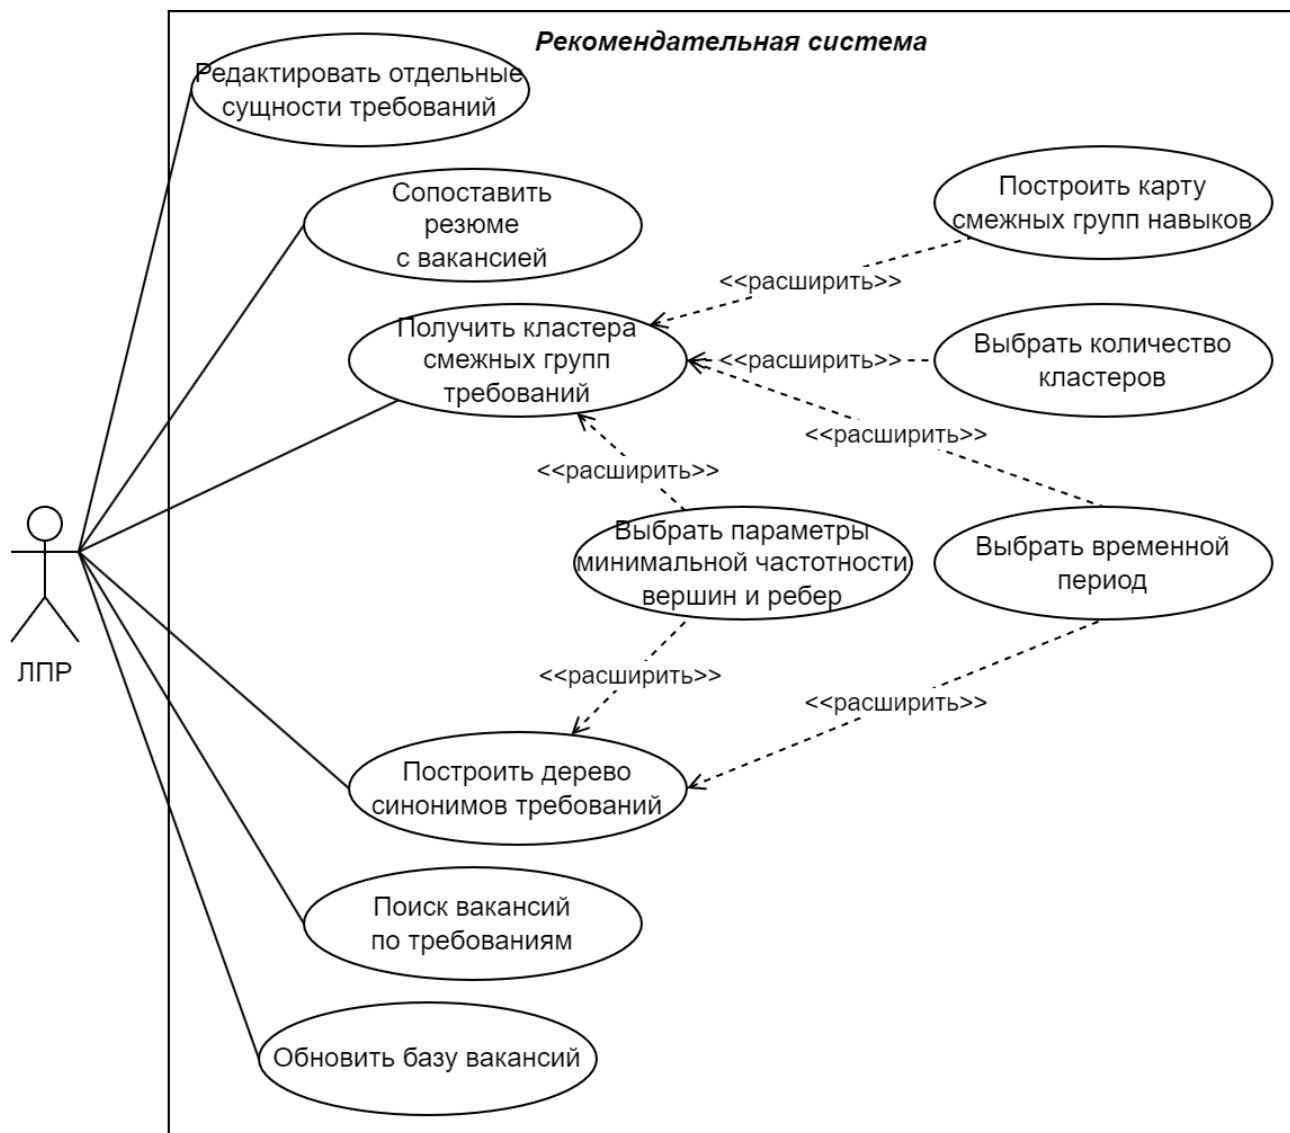 Рекомендательная система
Редактировать отдельные
сущности требований
Сопоставить
резюме
с вакансией
Построить карту
смежных групп навыков
<<расширить>>
Получить кластера
смежных групп
требований
<<расширить>>
Выбрать количество
кластеров
<<расширить>>
<<расширить>>
Выбрать параметры
минимальной частотности
вершин и ребер
Выбрать временной
период
ЛПР
<<расширить>>
<<расширить>>
Построить дерево
синонимов требований
Поиск вакансий
по требованиям
Обновить базу вакансий